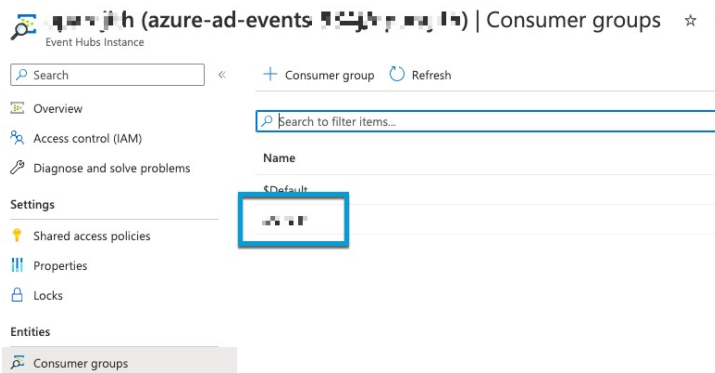 h (azure-ad-events ) | Consumer groups
Event Hubs Instance
Search
Overview
Access control (IAM)
Diagnose and solve problems
Settings
Shared access policies
Properties
Locks
Entities
Consumer groups
Consumer group Refresh
Search to filter items...
Name
$Default